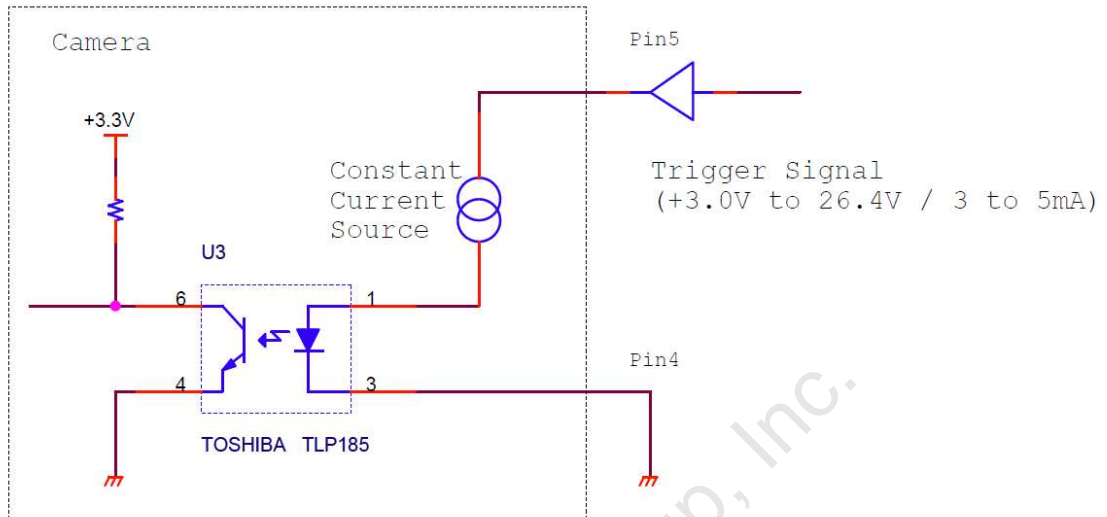 Camera
Pin5
+3.3V
Constant
Current
Source
Trigger Signal
(+3.0V to 26.4V / 3 to 5mA)
U3
6
1
4
3
Pin4
TOSHIBA TLP185
, Inc.